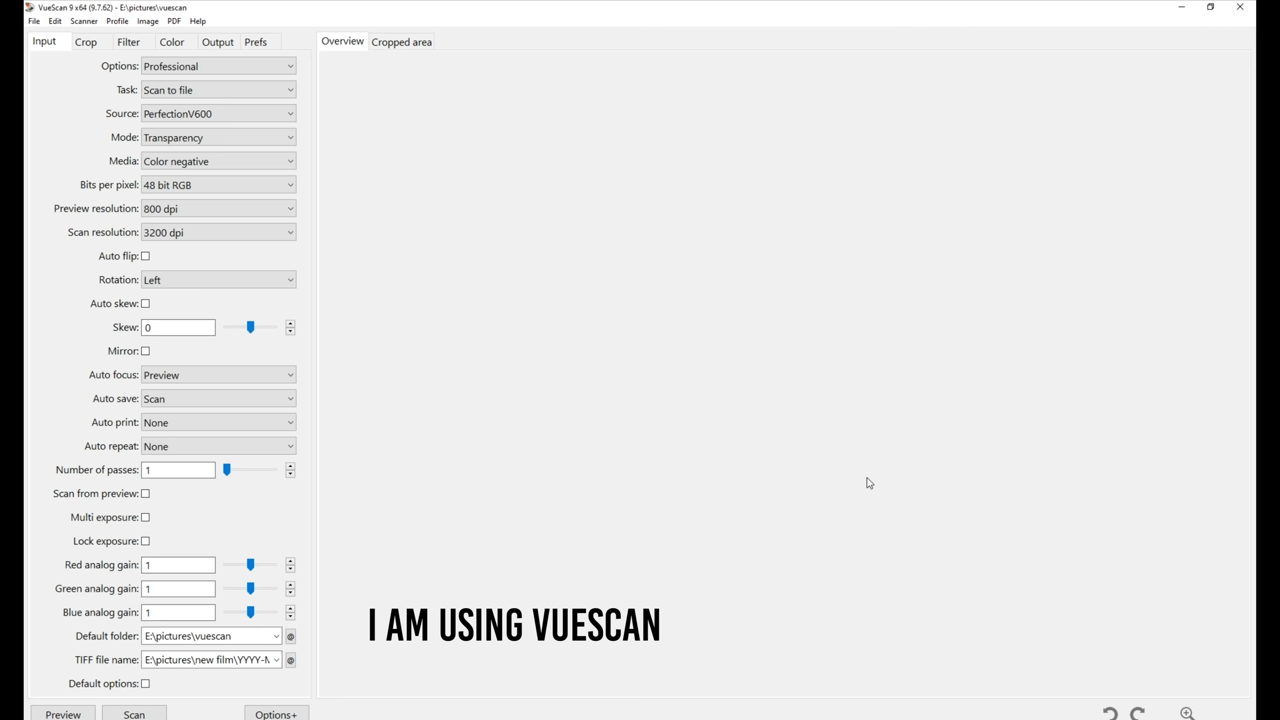 VueScan 9 x64 (9.7.62) - E:\pictures\vuescan
File Edit Scanner Profile Image PDF Help
Input Crop Filter Color Output Prefs
Overview Cropped area
Options: Professional
Task: Scan to file
Source: PerfectionV600
Mode: Transparency
Media: Color negative
Bits per pixel: 48 bit RGB
Preview resolution: 800 dpi
Scan resolution: 3200 dpi
Auto flip:
Rotation: Left
Auto skew:
Skew: 0
Mirror:
Auto focus: Preview
Auto save: Scan
Auto print: None
Auto repeat: None
Number of passes: 1
Scan from preview:
Multi exposure:
Lock exposure:
Red analog gain: 1
Green analog gain: 1
Blue analog gain: 1
Default folder: E:\pictures\vuescan @
TIFF file name: E:\pictures\new film\YYYY-M @
Default options:
Preview Scan Options+
I AM USING VUESCAN